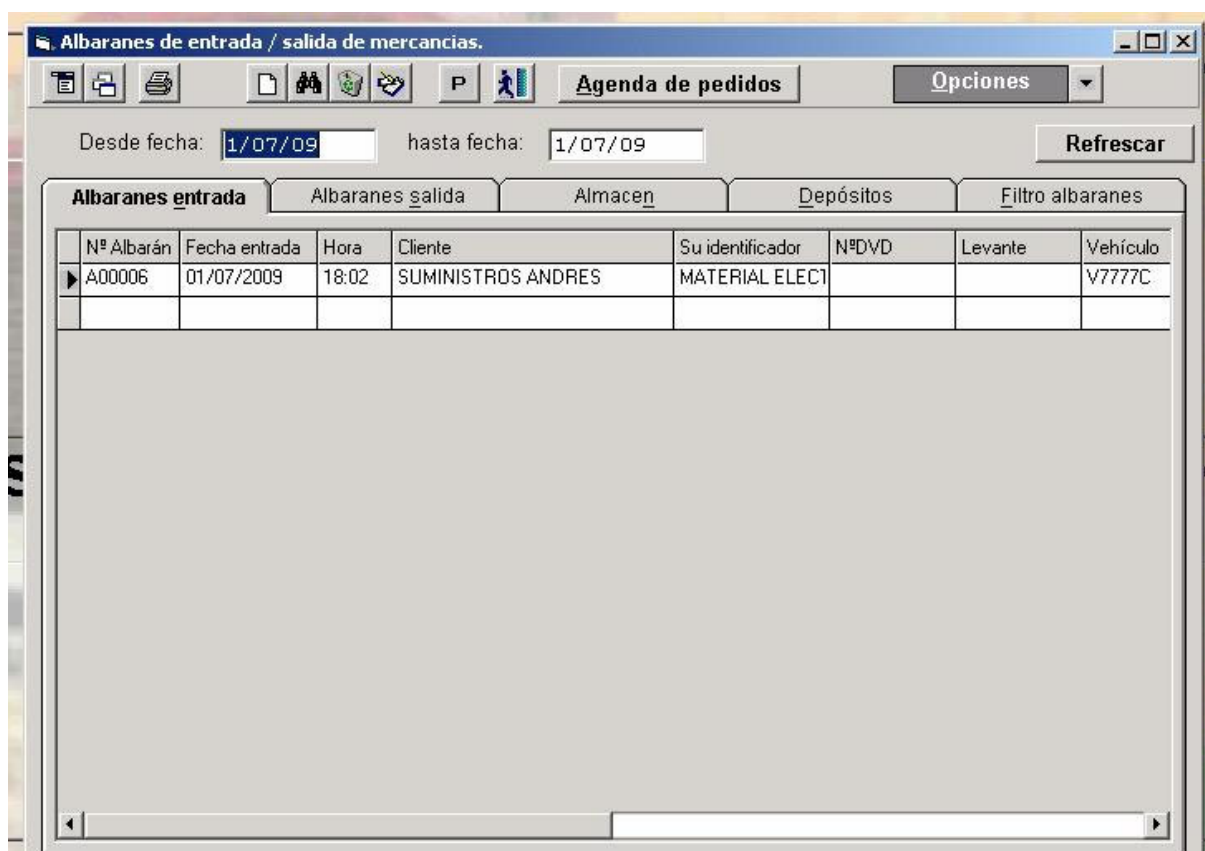 Albaranes de entrada / salida de mercancias.
P Agenda de pedidos Opciones
Desde fecha: 1/07/09 hasta fecha: 1/07/09 Refrescar
Albaranes entrada Albaranes salida Almacen Depósitos Filtro albaranes
Nº Albarán Fecha entrada Hora Cliente Su identificador NºDVD Levante Vehículo
A00006 01/07/2009 18:02 SUMINISTROS ANDRES MATERIAL ELECT V7777C